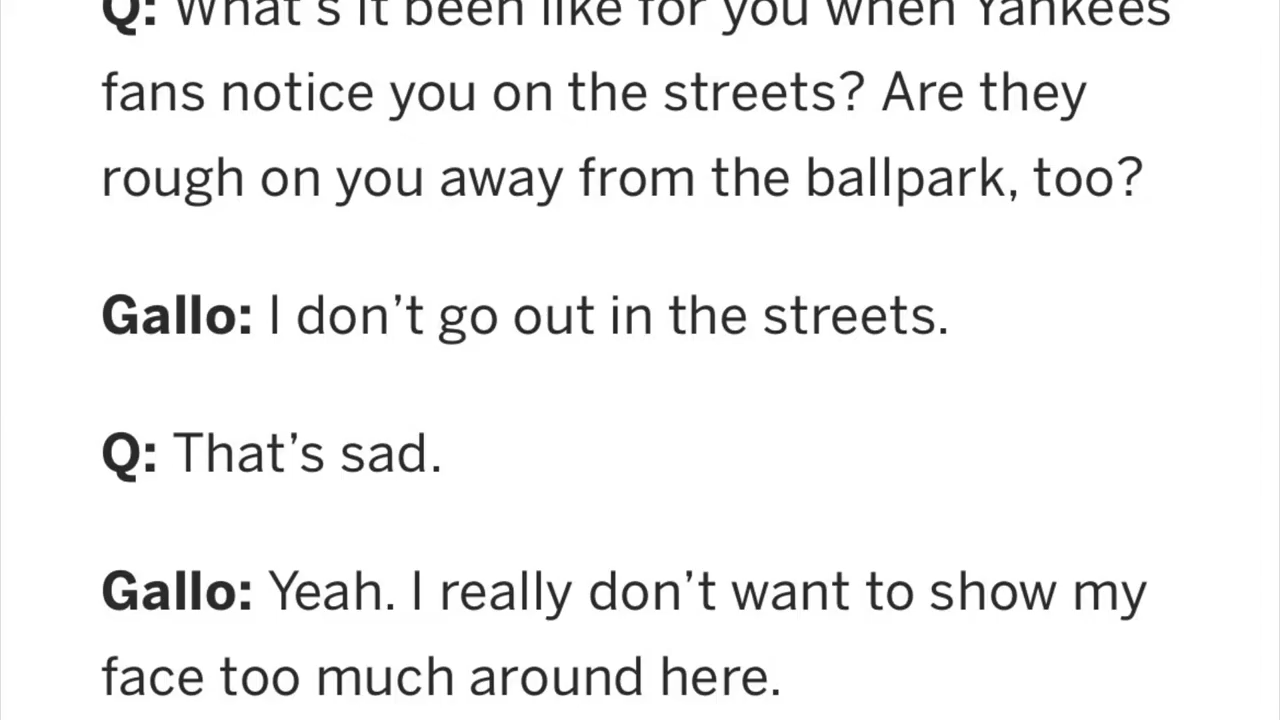 Q: What's it been like for you when Yankees
fans notice you on the streets? Are they
rough on you away from the ballpark, too?
Gallo: I don’t go out in the streets.
Q: That’s sad.
Gallo: Yeah. I really don’t want to show my
face too much around here.